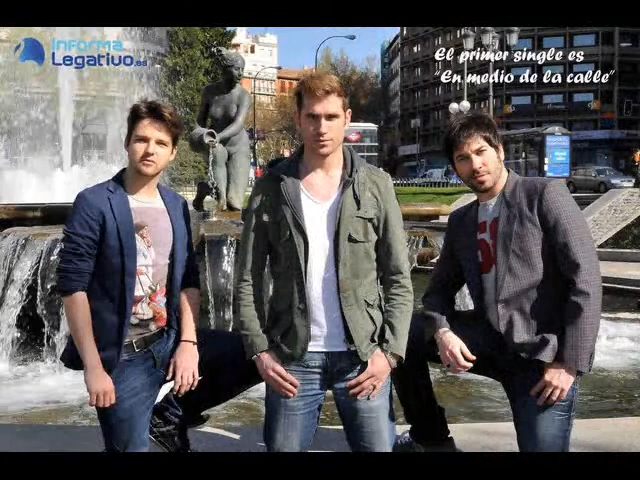 Informa
Legativo.es
El primer single es
"En medio de la calle"